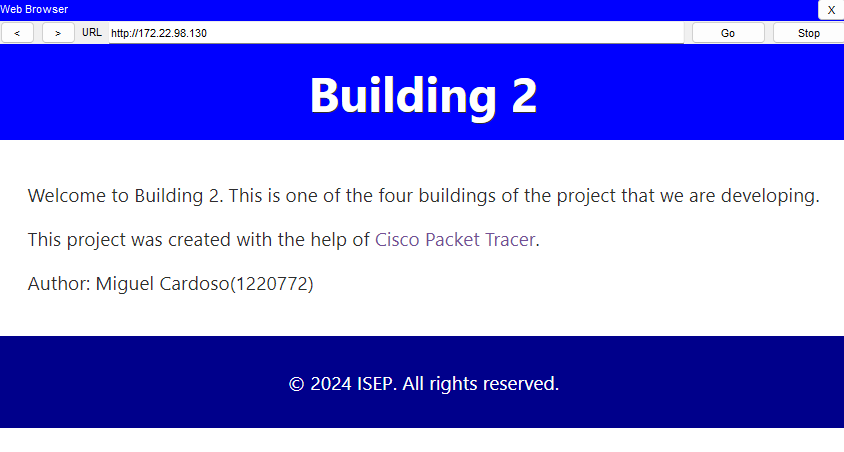 Web Browser X
< > URL http://172.22.98.130 Go Stop
Building 2
Welcome to Building 2. This is one of the four buildings of the project that we are developing.
This project was created with the help of Cisco Packet Tracer.
Author: Miguel Cardoso(1220772)
© 2024 ISEP. All rights reserved.